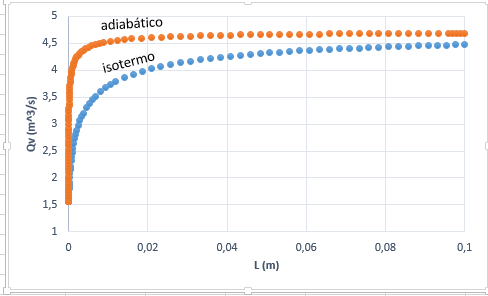 5
4,5
4
3,5
3
2,5
2
1,5
1
Qv (m^3/s)
adiabático
isotermo
0 0,02 0,04 0,06 0,08 0,1
L (m)